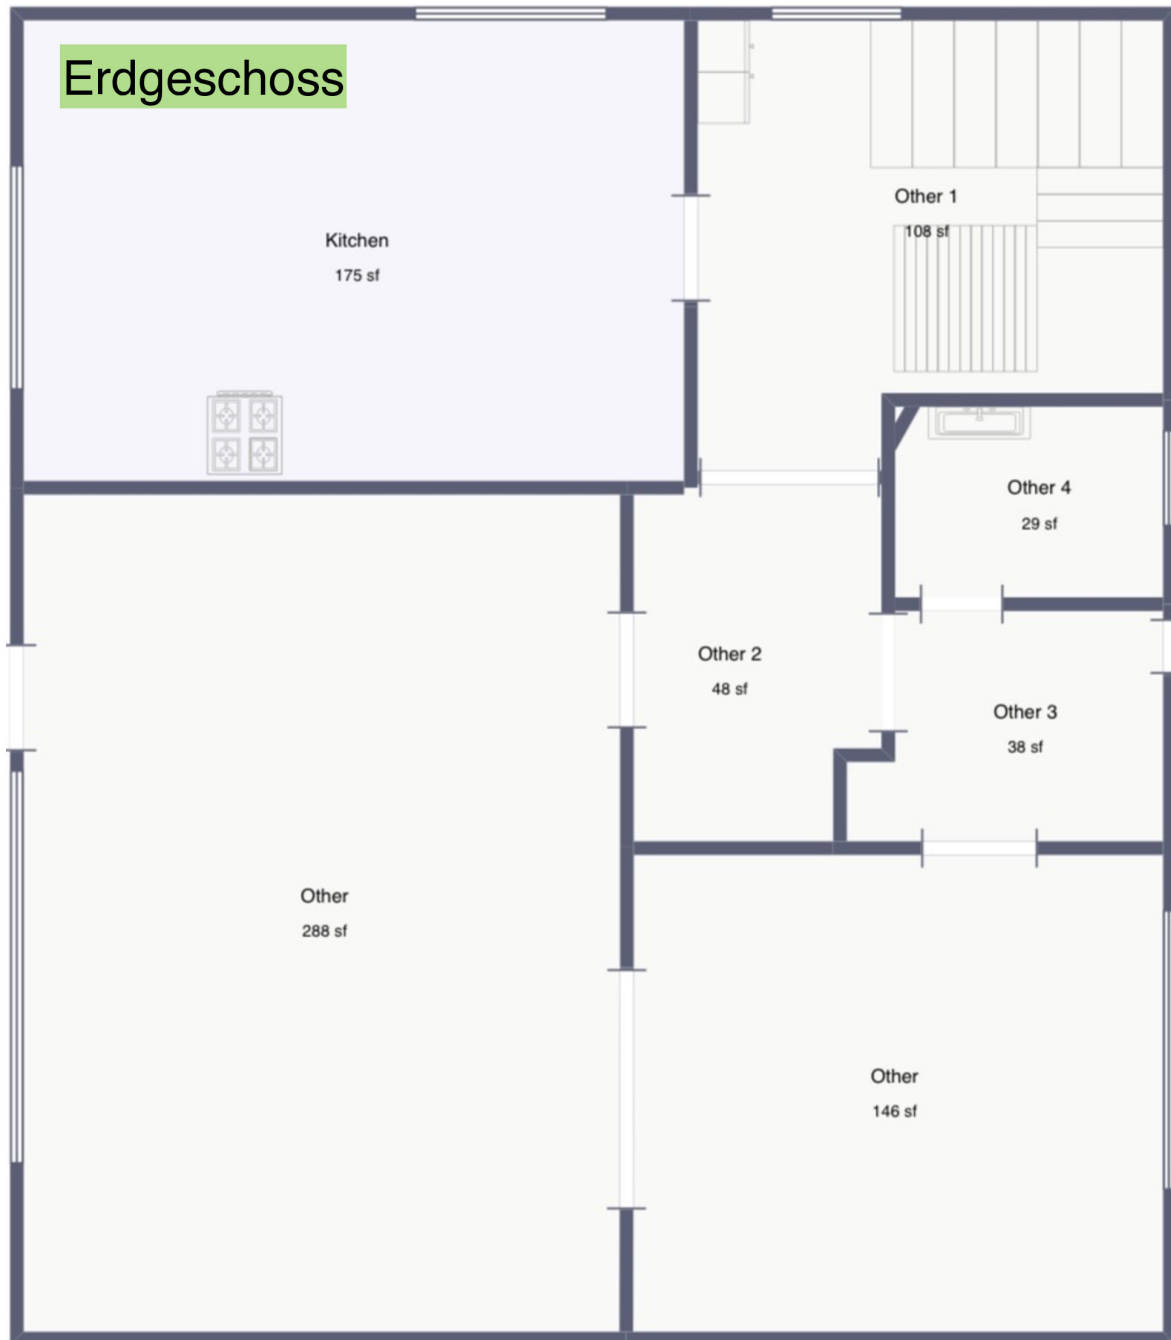 Erdgeschoss
Kitchen
175 sf
Other 1
108 sf
Other 4
29 sf
Other 2
48 sf
Other 3
38 sf
Other
288 sf
Other
146 sf